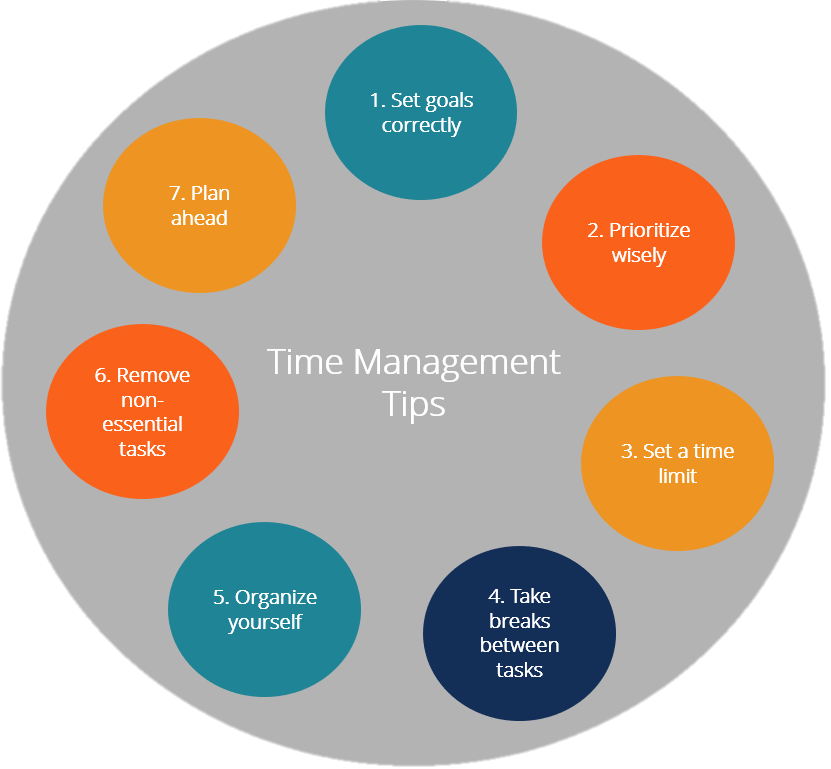 1. Set goals
correctly
2. Prioritize
wisely
3. Set a time
limit
4. Take
breaks
between
tasks
5. Organize
yourself
6. Remove
non-
essential
tasks
7. Plan
ahead
Time Management
Tips